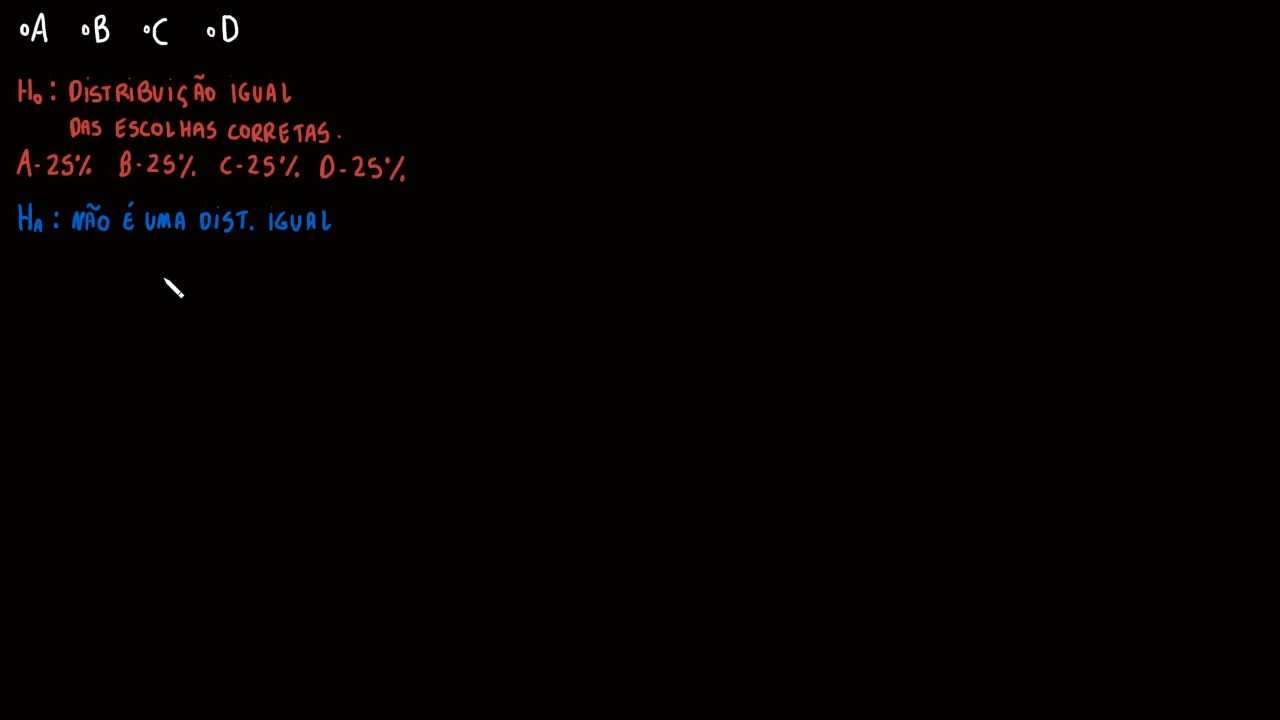 A B C D
H₀: DISTRIBUIÇÃO IGUAL
DAS ESCOLHAS CORRETAS.
A-25% B-25% C-25% D-25%
Hₐ: NÃO É UMA DIST. IGUAL